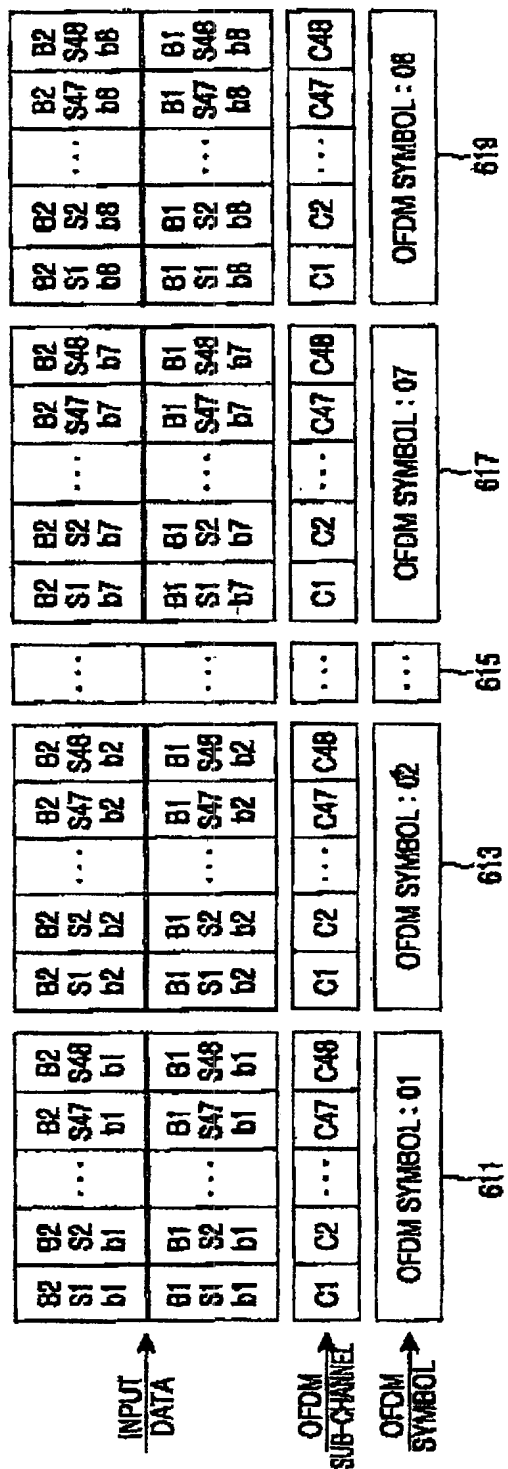 INPUT
DATA
OFDM
SUB-CHANNEL
OFDM
SYMBOL
B2 B2 B2 B2
S1 S2 ... S47 S48
b1 b1 b1 b1
B1 B1 B1 B1
S1 S2 ... S47 S48
b1 b1 b1 b1
C1 C2 ... C47 C48
OFDM SYMBOL : 01
611
B2 B2 B2 B2
S1 S2 ... S47 S48
b2 b2 b2 b2
B1 B1 B1 B1
S1 S2 ... S47 S48
b2 b2 b2 b2
C1 C2 ... C47 C48
OFDM SYMBOL : 02
613
...
...
...
...
615
B2 B2 B2 B2
S1 S2 ... S47 S48
b7 b7 b7 b7
B1 B1 B1 B1
S1 S2 ... S47 S48
b7 b7 b7 b7
C1 C2 ... C47 C48
OFDM SYMBOL : 07
617
B2 B2 B2 B2
S1 S2 ... S47 S48
b8 b8 b8 b8
B1 B1 B1 B1
S1 S2 ... S47 S48
b8 b8 b8 b8
C1 C2 ... C47 C48
OFDM SYMBOL : 08
619